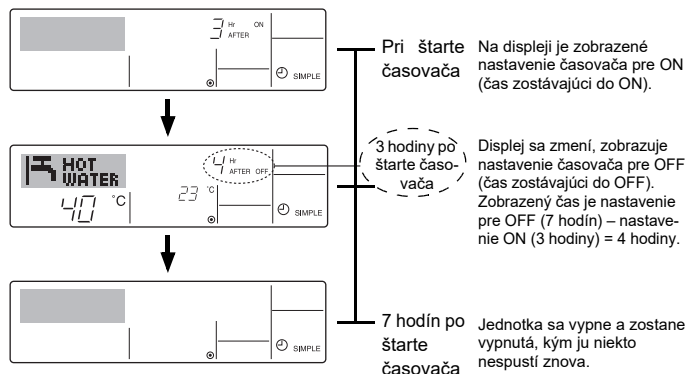 3 Hr ON
AFTER
SIMPLE
Pri štarte
časovača
Na displeji je zobrazené
nastavenie časovača pre ON
(čas zostávajúci do ON).
HOT
WATER
40 °C
4 Hr
AFTER OFF
23 °C
SIMPLE
3 hodiny po
štarte časo-
vača
Displej sa zmení, zobrazuje
nastavenie časovača pre OFF
(čas zostávajúci do OFF).
Zobrazený čas je nastavenie
pre OFF (7 hodín) – nastave-
nie ON (3 hodiny) = 4 hodiny.
SIMPLE
7 hodín po
štarte
časovača
Jednotka sa vypne a zostane
vypnutá, kým ju niekto
nespustí znova.